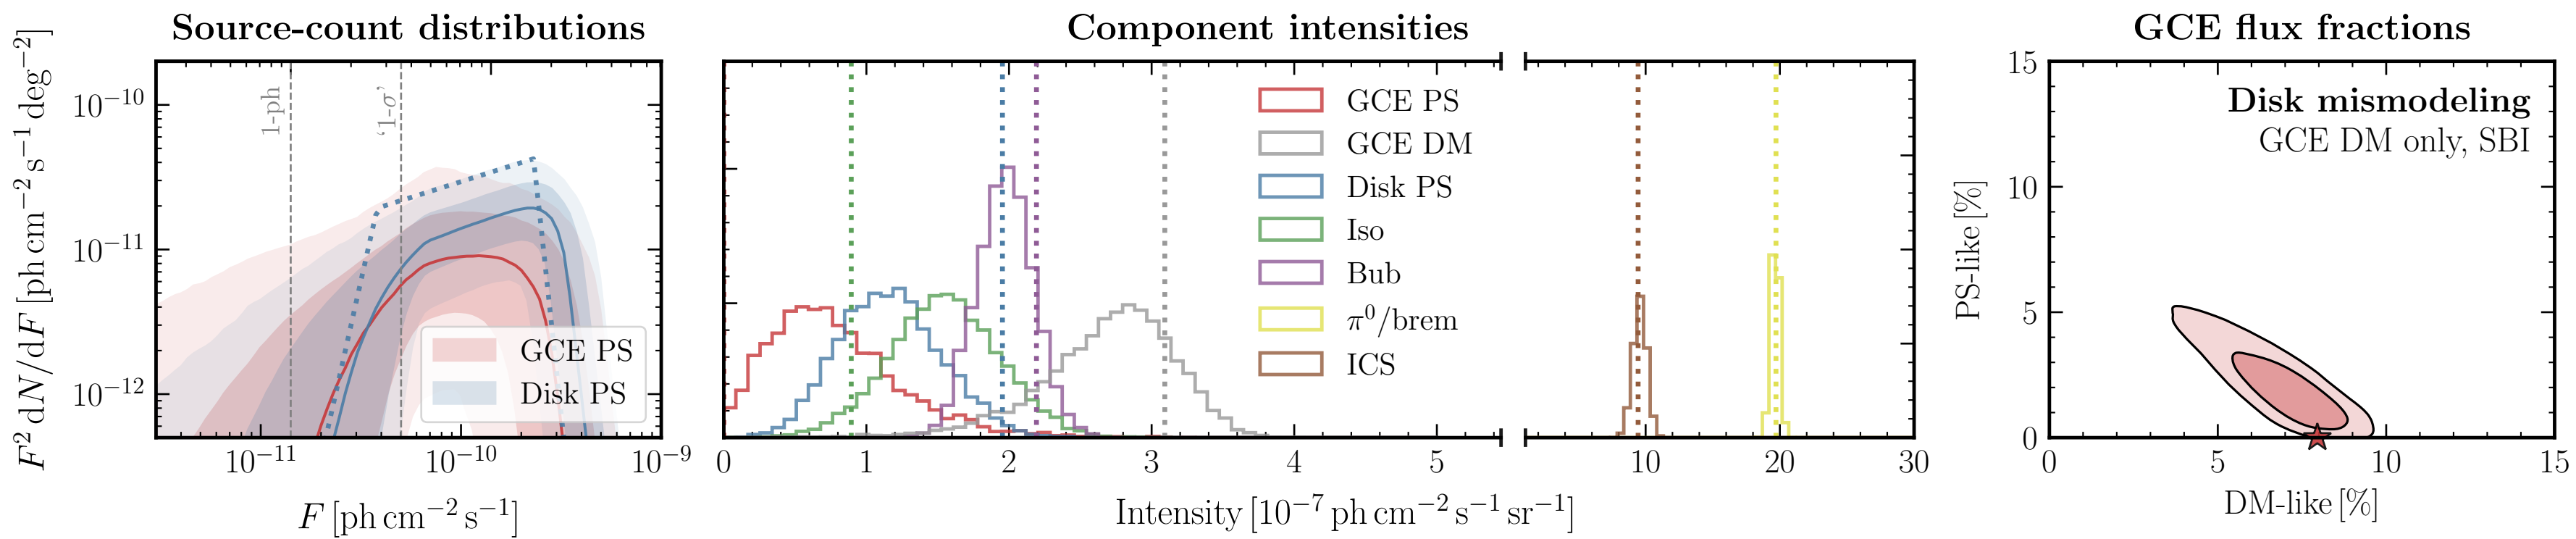 Source-count distributions
F² dN/dF [ph cm⁻² s⁻¹ deg⁻²]
10⁻¹⁰
10⁻¹¹
10⁻¹²
1-ph
‘1-σ’
GCE PS
Disk PS
10⁻¹¹
10⁻¹⁰
10⁻⁹
F [ph cm⁻² s⁻¹]
Component intensities
GCE PS
GCE DM
Disk PS
Iso
Bub
π⁰/brem
ICS
0
1
2
3
4
5
10
20
30
Intensity [10⁻⁷ ph cm⁻² s⁻¹ sr⁻¹]
GCE flux fractions
PS-like [%]
15
10
5
0
Disk mismodeling
GCE DM only, SBI
0
5
10
15
DM-like [%]